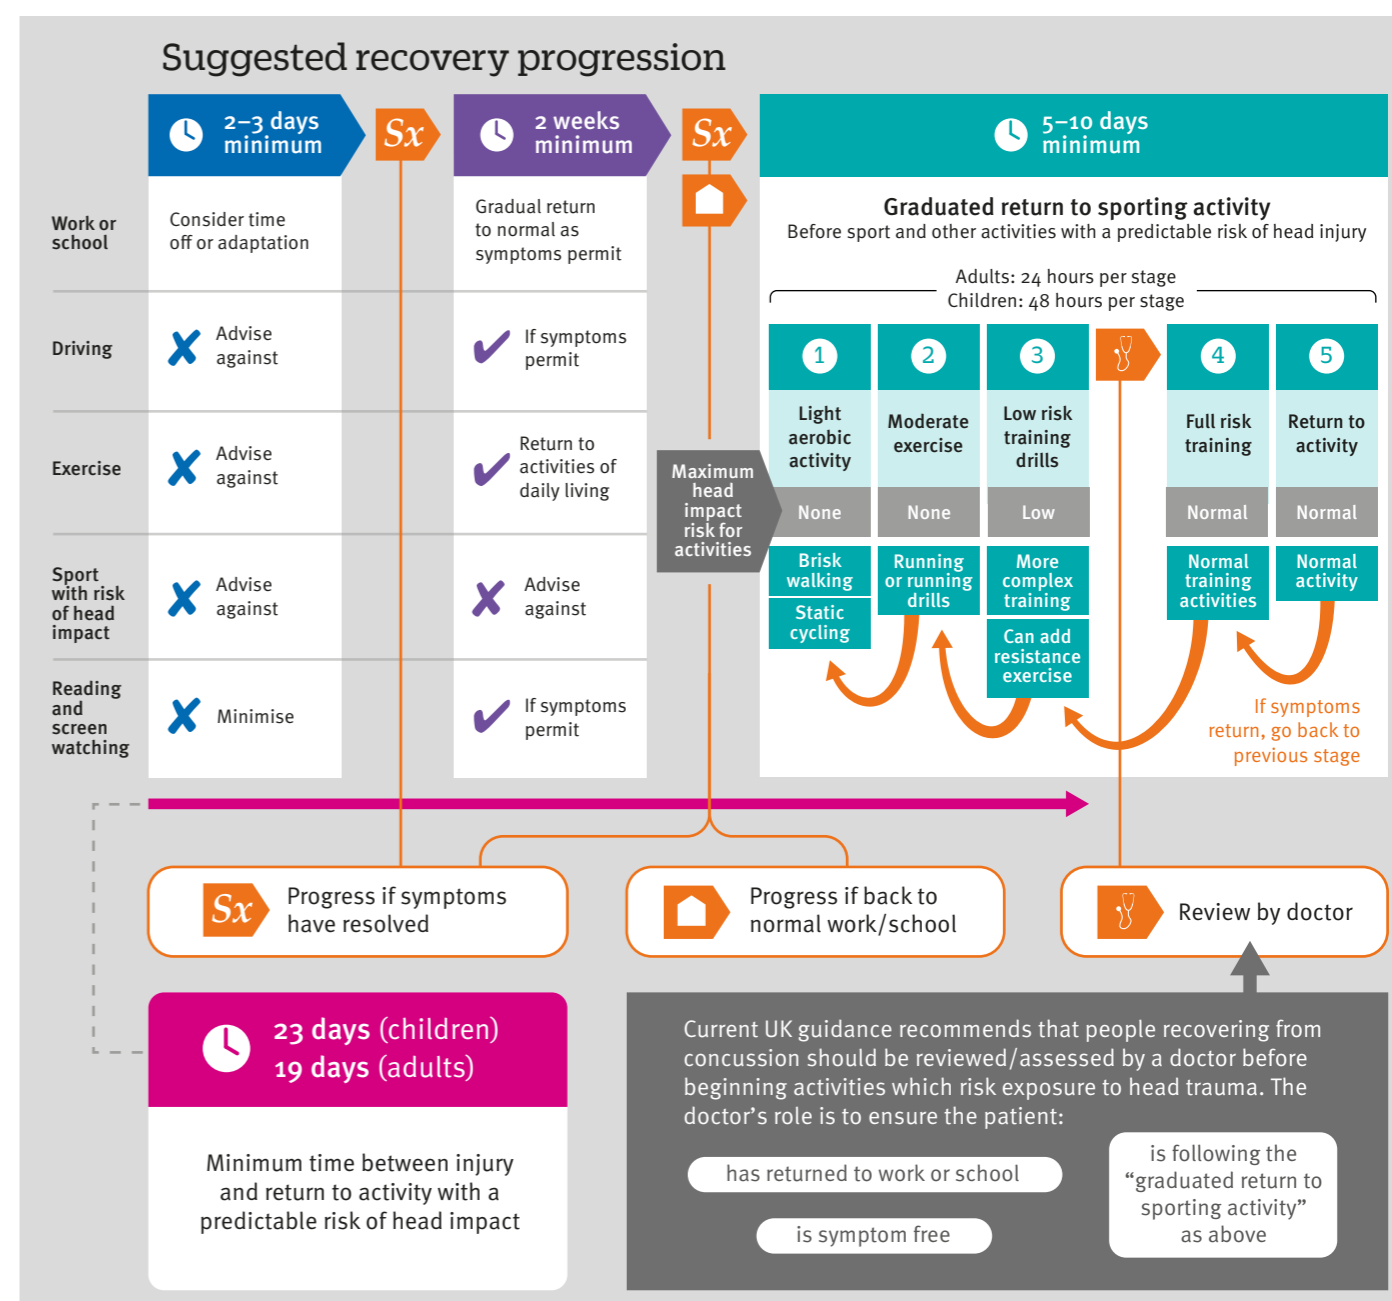 Suggested recovery progression
2–3 days
minimum
Sx
2 weeks
minimum
Sx
5–10 days
minimum
Work or
school
Consider time
off or adaptation
Gradual return
to normal as
symptoms permit
Driving
Advise
against
If symptoms
permit
Exercise
Advise
against
Return to
activities of
daily living
Sport
with risk
of head
impact
Advise
against
Advise
against
Reading
and
screen
watching
Minimise
If symptoms
permit
Graduated return to sporting activity
Before sport and other activities with a predictable risk of head injury
Adults: 24 hours per stage
Children: 48 hours per stage
1
2
3
4
5
Light
aerobic
activity
Moderate
exercise
Low risk
training
drills
Full risk
training
Return to
activity
Maximum
head
impact
risk for
activities
None
None
Low
Normal
Normal
Brisk
walking
Static
cycling
Running
or running
drills
More
complex
training
Can add
resistance
exercise
Normal
training
activities
Normal
activity
If symptoms
return, go back to
previous stage
Sx
Progress if symptoms
have resolved
Progress if back to
normal work/school
Review by doctor
23 days (children)
19 days (adults)
Minimum time between injury
and return to activity with a
predictable risk of head impact
Current UK guidance recommends that people recovering from
concussion should be reviewed/assessed by a doctor before
beginning activities which risk exposure to head trauma. The
doctor’s role is to ensure the patient:
has returned to work or school
is symptom free
is following the
“graduated return to
sporting activity”
as above